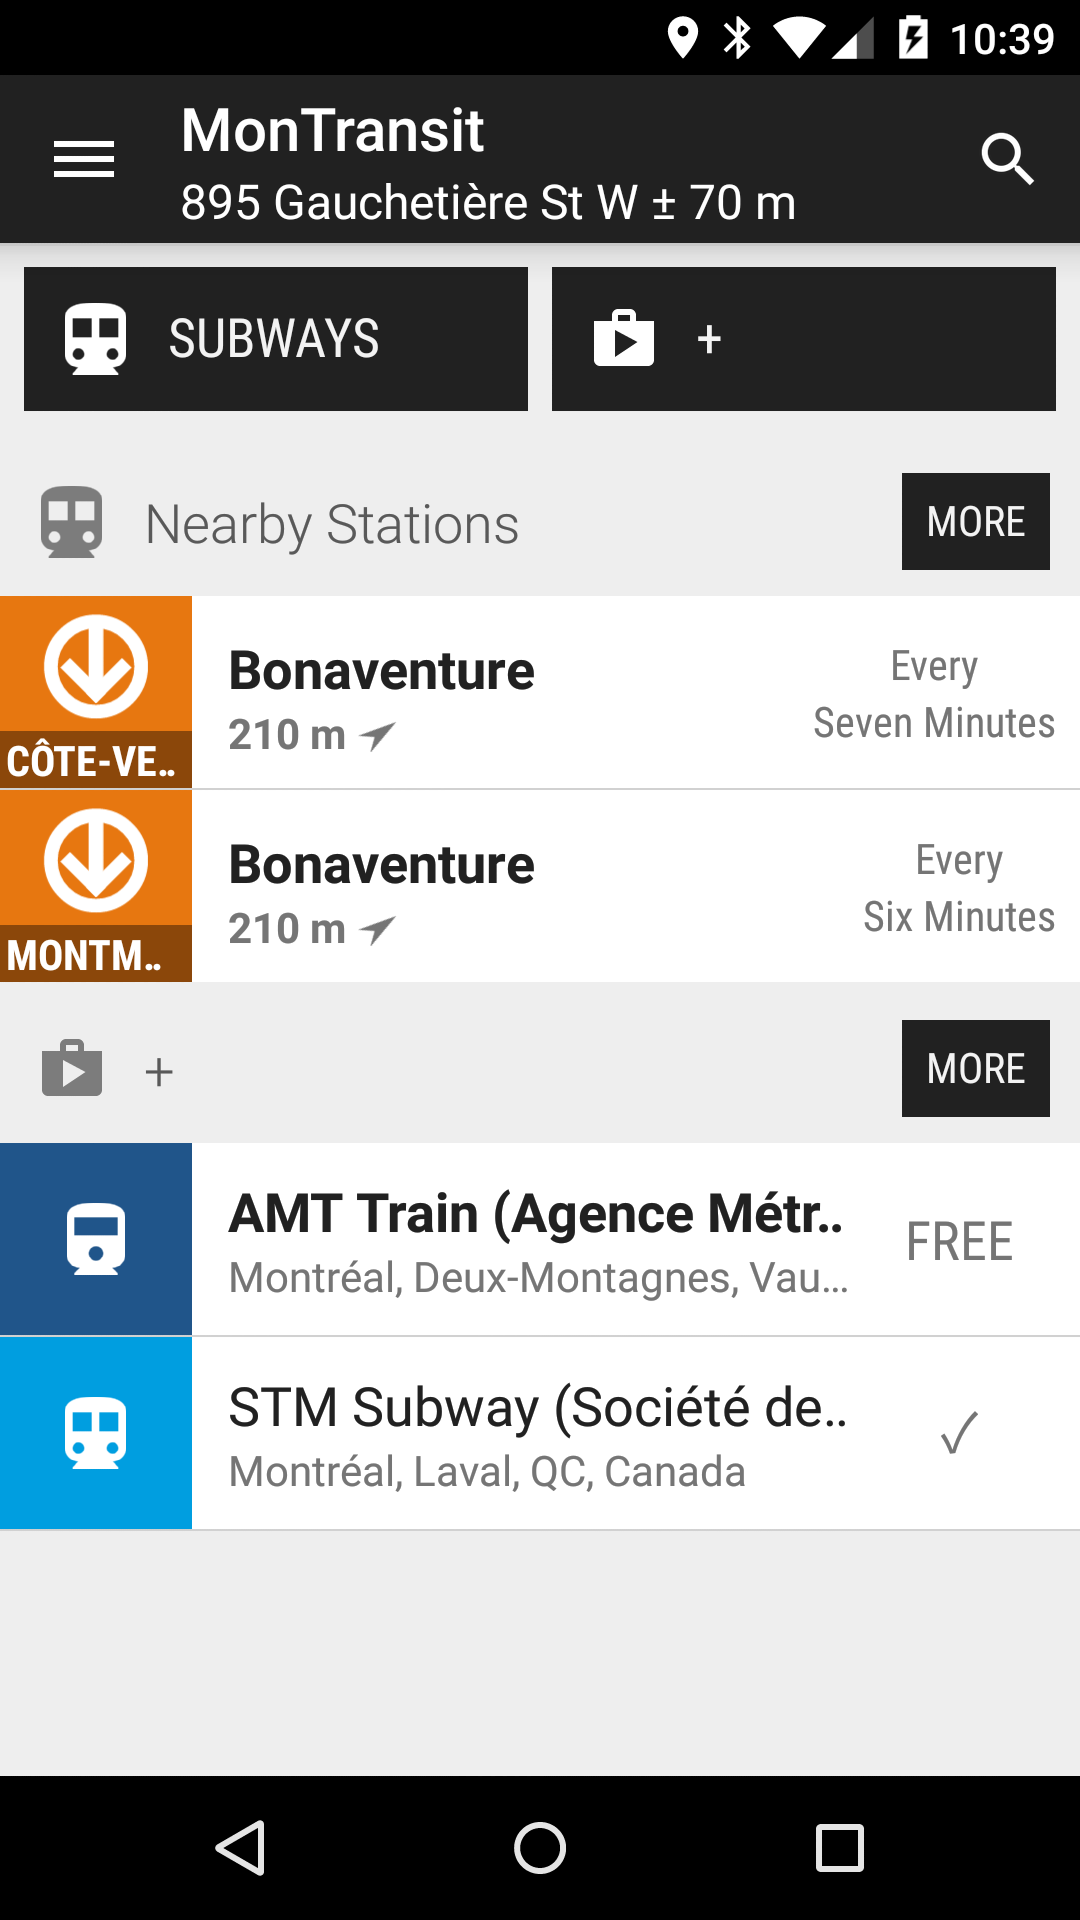 10:39
MonTransit
895 Gauchetière St W ± 70 m
SUBWAYS
+
Nearby Stations
MORE
Bonaventure
210 m
Every
Seven Minutes
CÔTE-VE…
Bonaventure
210 m
Every
Six Minutes
MONTM…
+
MORE
AMT Train (Agence Métr…
Montréal, Deux-Montagnes, Vau…
FREE
STM Subway (Société de…
Montréal, Laval, QC, Canada
✓